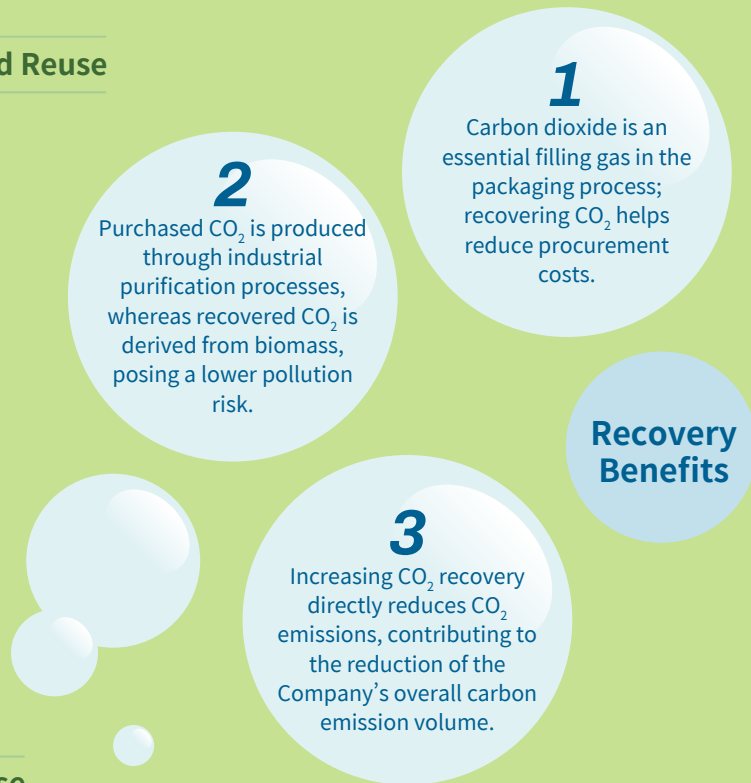 d Reuse
1
Carbon dioxide is an
essential filling gas in the
packaging process;
recovering CO₂ helps
reduce procurement
costs.
2
Purchased CO₂ is produced
through industrial
purification processes,
whereas recovered CO₂ is
derived from biomass,
posing a lower pollution
risk.
Recovery
Benefits
3
Increasing CO₂ recovery
directly reduces CO₂
emissions, contributing to
the reduction of the
Company’s overall carbon
emission volume.